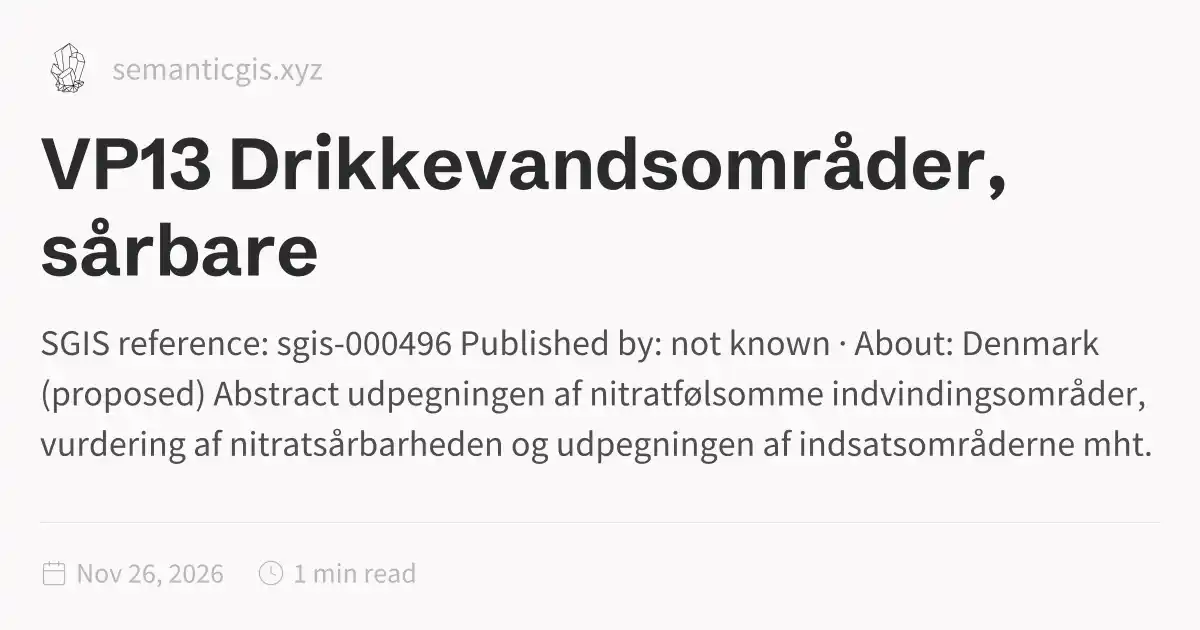 semanticgis.xyz
VP13 Drikkevandsområder,
sårbare
SGIS reference: sgis-000496 Published by: not known · About: Denmark
(proposed) Abstract udpegningen af nitratfølsomme indvindingsområder,
vurdering af nitratsårbarheden og udpegningen af indsatsområderne mht.
Nov 26, 2026 1 min read